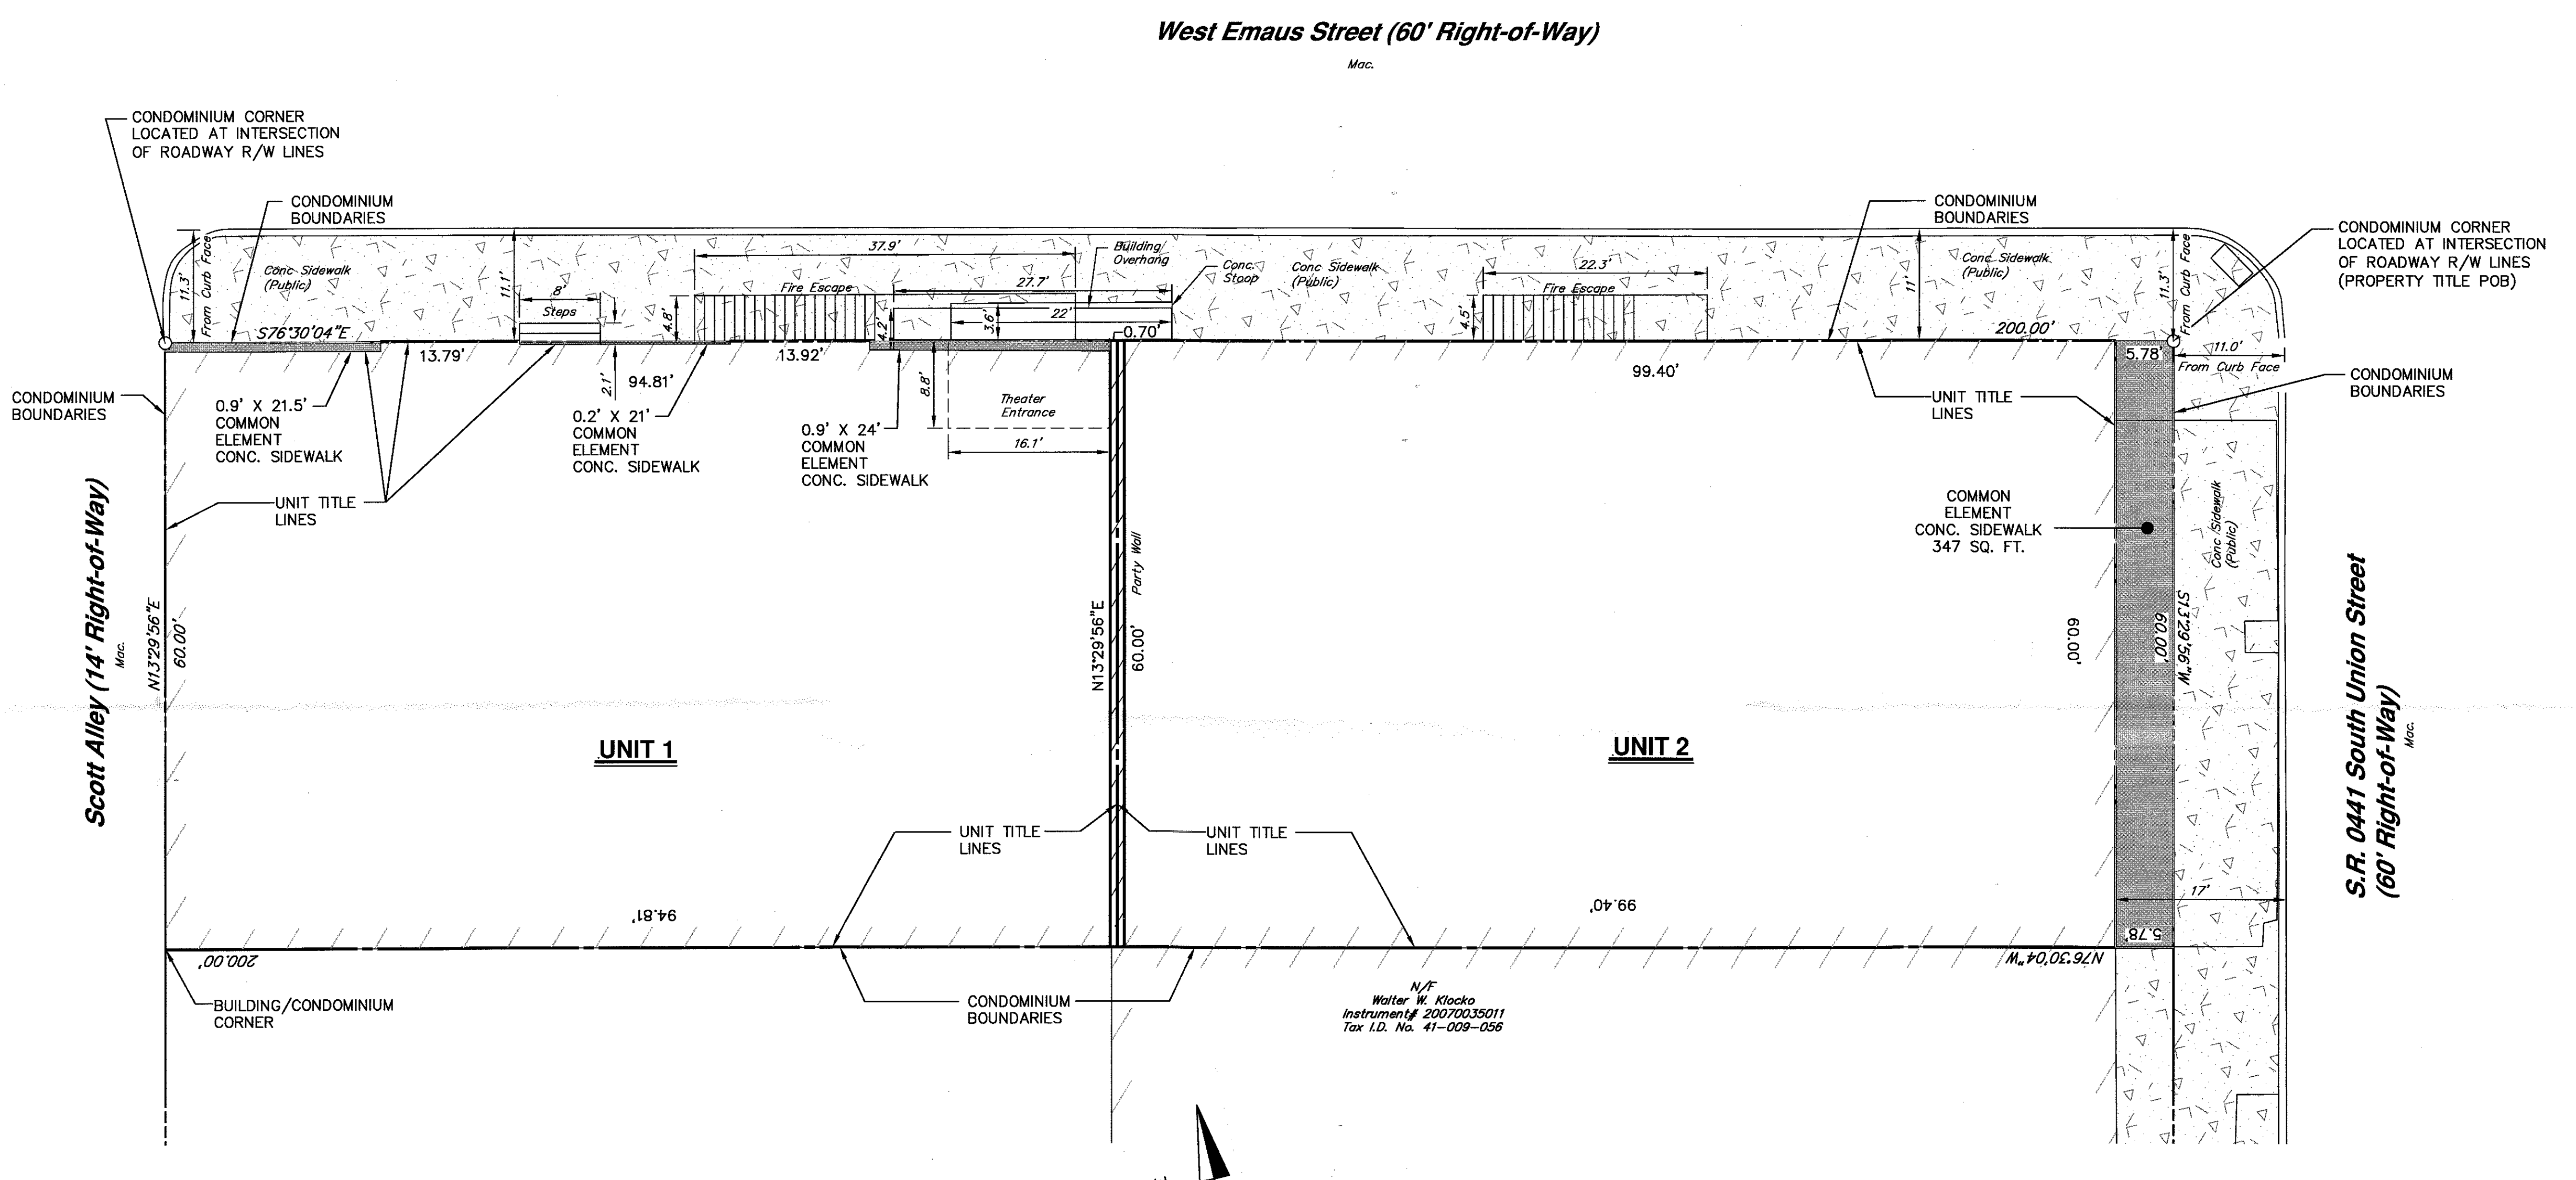 West Emaus Street (60' Right-of-Way)
Mac.
CONDOMINIUM CORNER
LOCATED AT INTERSECTION
OF ROADWAY R/W LINES
CONDOMINIUM
BOUNDARIES
CONDOMINIUM
BOUNDARIES
CONDOMINIUM CORNER
LOCATED AT INTERSECTION
OF ROADWAY R/W LINES
(PROPERTY TITLE POB)
11.3'
From Curb Face
Conc Sidewalk
(Public)
S76°30'04"E
11.1'
8'
Steps
37.9'
Fire Escape
4.8'
4.2'
27.7'
Building
Overhang
Conc.
Stoop
22'
3.6'
0.70'
Conc Sidewalk
(Public)
22.3'
Fire Escape
4.5'
11'
Conc Sidewalk
(Public)
200.00'
11.3'
From Curb Face
11.0'
From Curb Face
5.78'
13.79'
2.1'
94.81'
13.92'
8.8'
Theater
Entrance
16.1'
99.40'
CONDOMINIUM
BOUNDARIES
0.9' X 21.5'
COMMON
ELEMENT
CONC. SIDEWALK
0.2' X 21'
COMMON
ELEMENT
CONC. SIDEWALK
0.9' X 24'
COMMON
ELEMENT
CONC. SIDEWALK
UNIT TITLE
LINES
CONDOMINIUM
BOUNDARIES
UNIT TITLE
LINES
COMMON
ELEMENT
CONC. SIDEWALK
347 SQ. FT.
Conc Sidewalk
(Public)
Scott Alley (14' Right-of-Way)
Mac.
N13°29'56"E
60.00'
N13°29'56"E
60.00'
Party Wall
60.00'
60.00'
S13°29'56"W
S.R. 0441 South Union Street
(60' Right-of-Way)
Mac.
UNIT 1
UNIT 2
UNIT TITLE
LINES
UNIT TITLE
LINES
94.81'
99.40'
17'
5.78'
200.00'
N76°30'04"W
BUILDING/CONDOMINIUM
CORNER
CONDOMINIUM
BOUNDARIES
N/F
Walter W. Klocko
Instrument# 20070035011
Tax I.D. No. 41-009-056